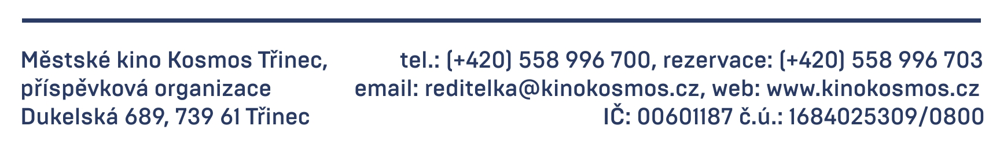 Městské kino Kosmos Třinec,
příspěvková organizace
Dukelská 689, 739 61 Třinec
tel.: (+420) 558 996 700, rezervace: (+420) 558 996 703
email: reditelka@kinokosmos.cz, web: www.kinokosmos.cz
IČ: 00601187 č.ú.: 1684025309/0800